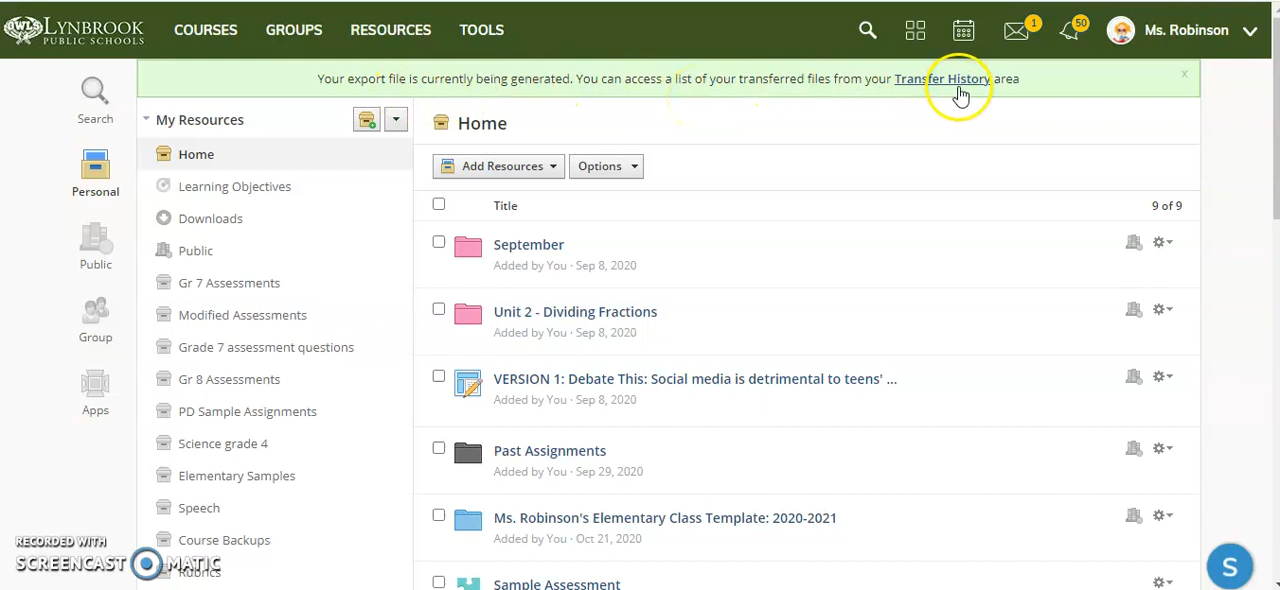 OWLS LYNBROOK
PUBLIC SCHOOLS
COURSES GROUPS RESOURCES TOOLS 1 50 Ms. Robinson
Your export file is currently being generated. You can access a list of your transferred files from your Transfer History area x
Search
Personal
Public
Group
Apps
My Resources
Home
Learning Objectives
Downloads
Public
Gr 7 Assessments
Modified Assessments
Grade 7 assessment questions
Gr 8 Assessments
PD Sample Assignments
Science grade 4
Elementary Samples
Speech
Course Backups
Rubrics
Home
Add Resources Options
Title 9 of 9
September
Added by You · Sep 8, 2020
Unit 2 - Dividing Fractions
Added by You · Sep 8, 2020
VERSION 1: Debate This: Social media is detrimental to teens' ...
Added by You · Sep 8, 2020
Past Assignments
Added by You · Sep 29, 2020
Ms. Robinson's Elementary Class Template: 2020-2021
Added by You · Oct 21, 2020
Sample Assessment
RECORDED WITH
SCREENCAST MATIC
S